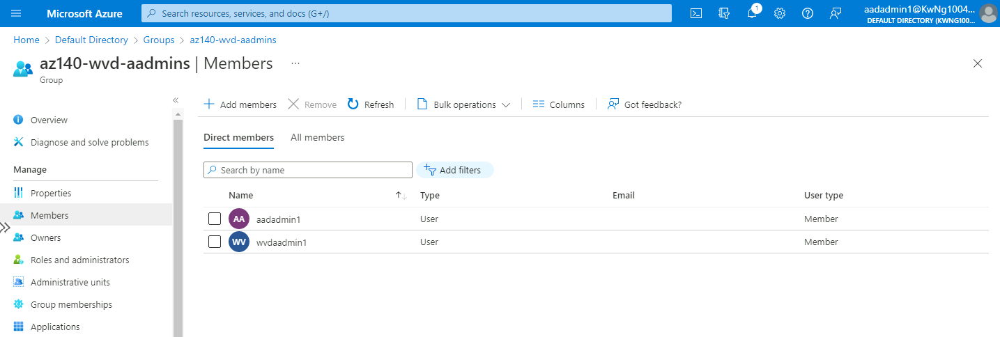 Microsoft Azure
Search resources, services, and docs (G+/)
1
aadadmin1@KwNg1004...
DEFAULT DIRECTORY (KWNG100...
Home > Default Directory > Groups > az140-wvd-aadmins
az140-wvd-aadmins | Members ...
Group
Overview
Diagnose and solve problems
Manage
Properties
Members
Owners
Roles and administrators
Administrative units
Group memberships
Applications
Add members Remove Refresh Bulk operations Columns Got feedback?
Direct members All members
Search by name Add filters
Name Type Email User type
AA aadadmin1 User Member
WV wvdaadmin1 User Member